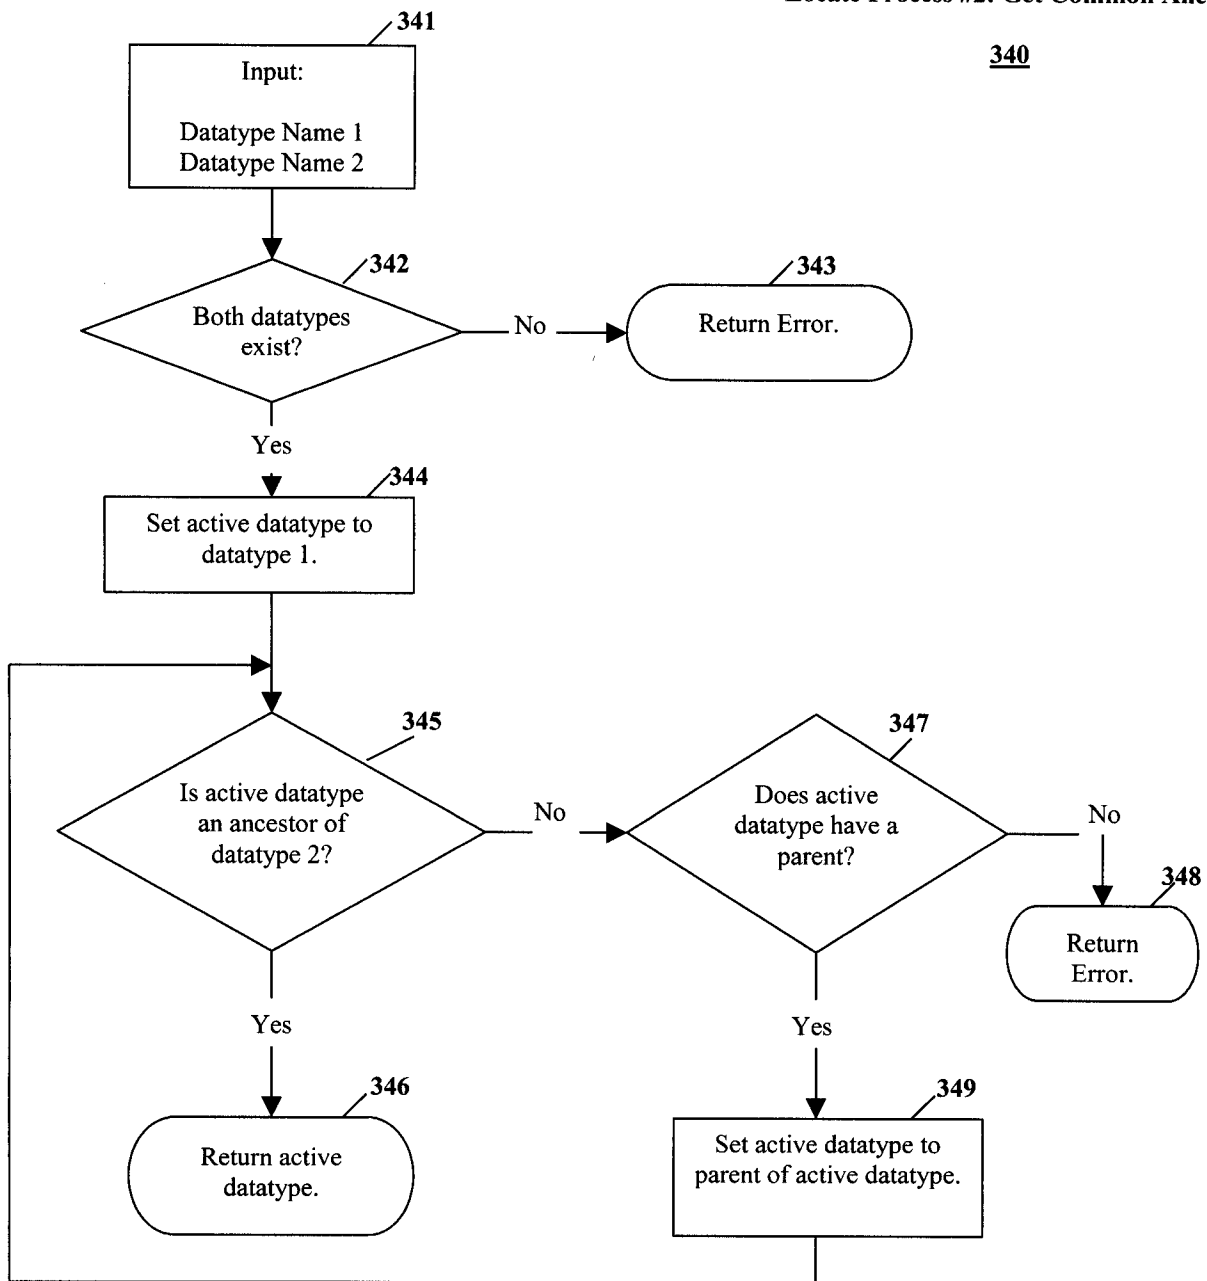 341
340
Input:
Datatype Name 1
Datatype Name 2
342
Both datatypes
exist?
No
343
Return Error.
Yes
344
Set active datatype to
datatype 1.
345
Is active datatype
an ancestor of
datatype 2?
No
347
Does active
datatype have a
parent?
No
348
Return
Error.
Yes
346
Return active
datatype.
Yes
349
Set active datatype to
parent of active datatype.